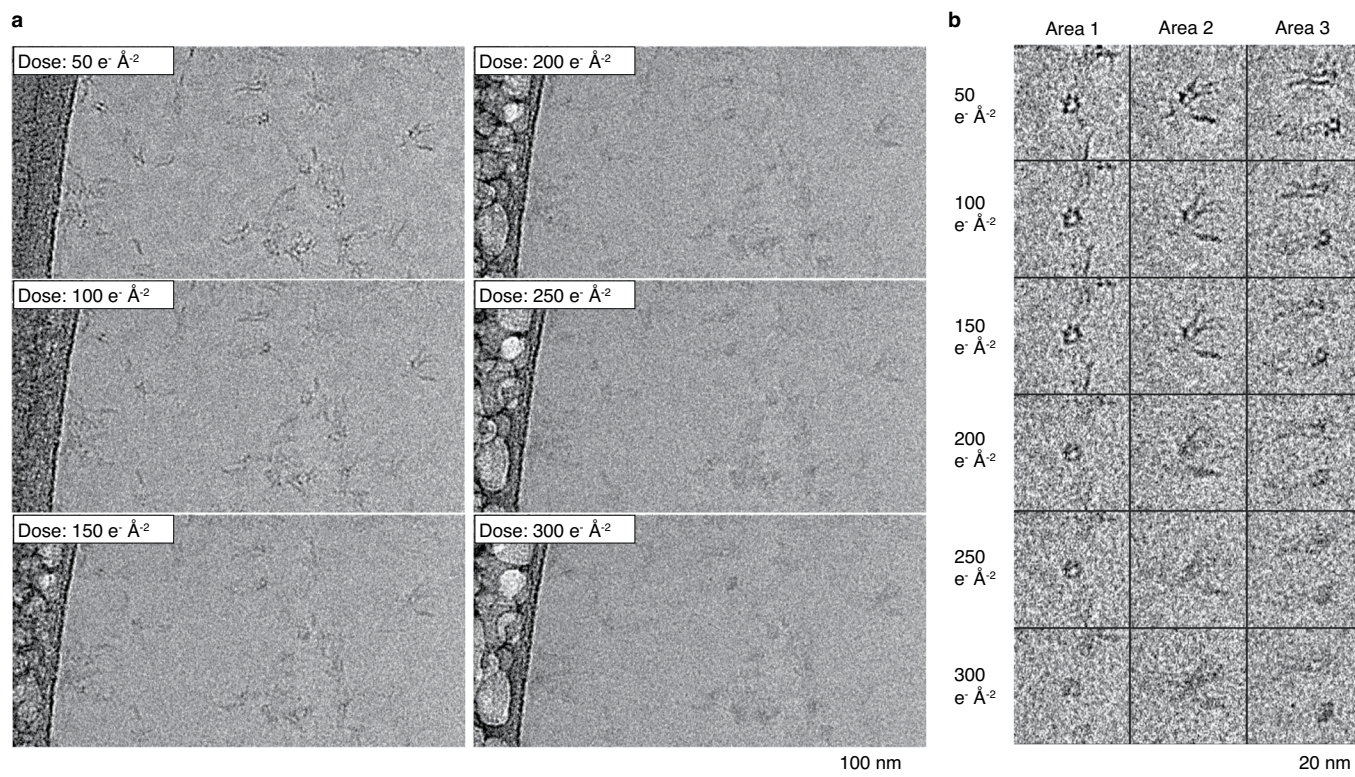 a
Dose: 50 e⁻ Å⁻²
Dose: 200 e⁻ Å⁻²
Dose: 100 e⁻ Å⁻²
Dose: 250 e⁻ Å⁻²
Dose: 150 e⁻ Å⁻²
Dose: 300 e⁻ Å⁻²
100 nm
b
Area 1 Area 2 Area 3
50
e⁻ Å⁻²
100
e⁻ Å⁻²
150
e⁻ Å⁻²
200
e⁻ Å⁻²
250
e⁻ Å⁻²
300
e⁻ Å⁻²
20 nm